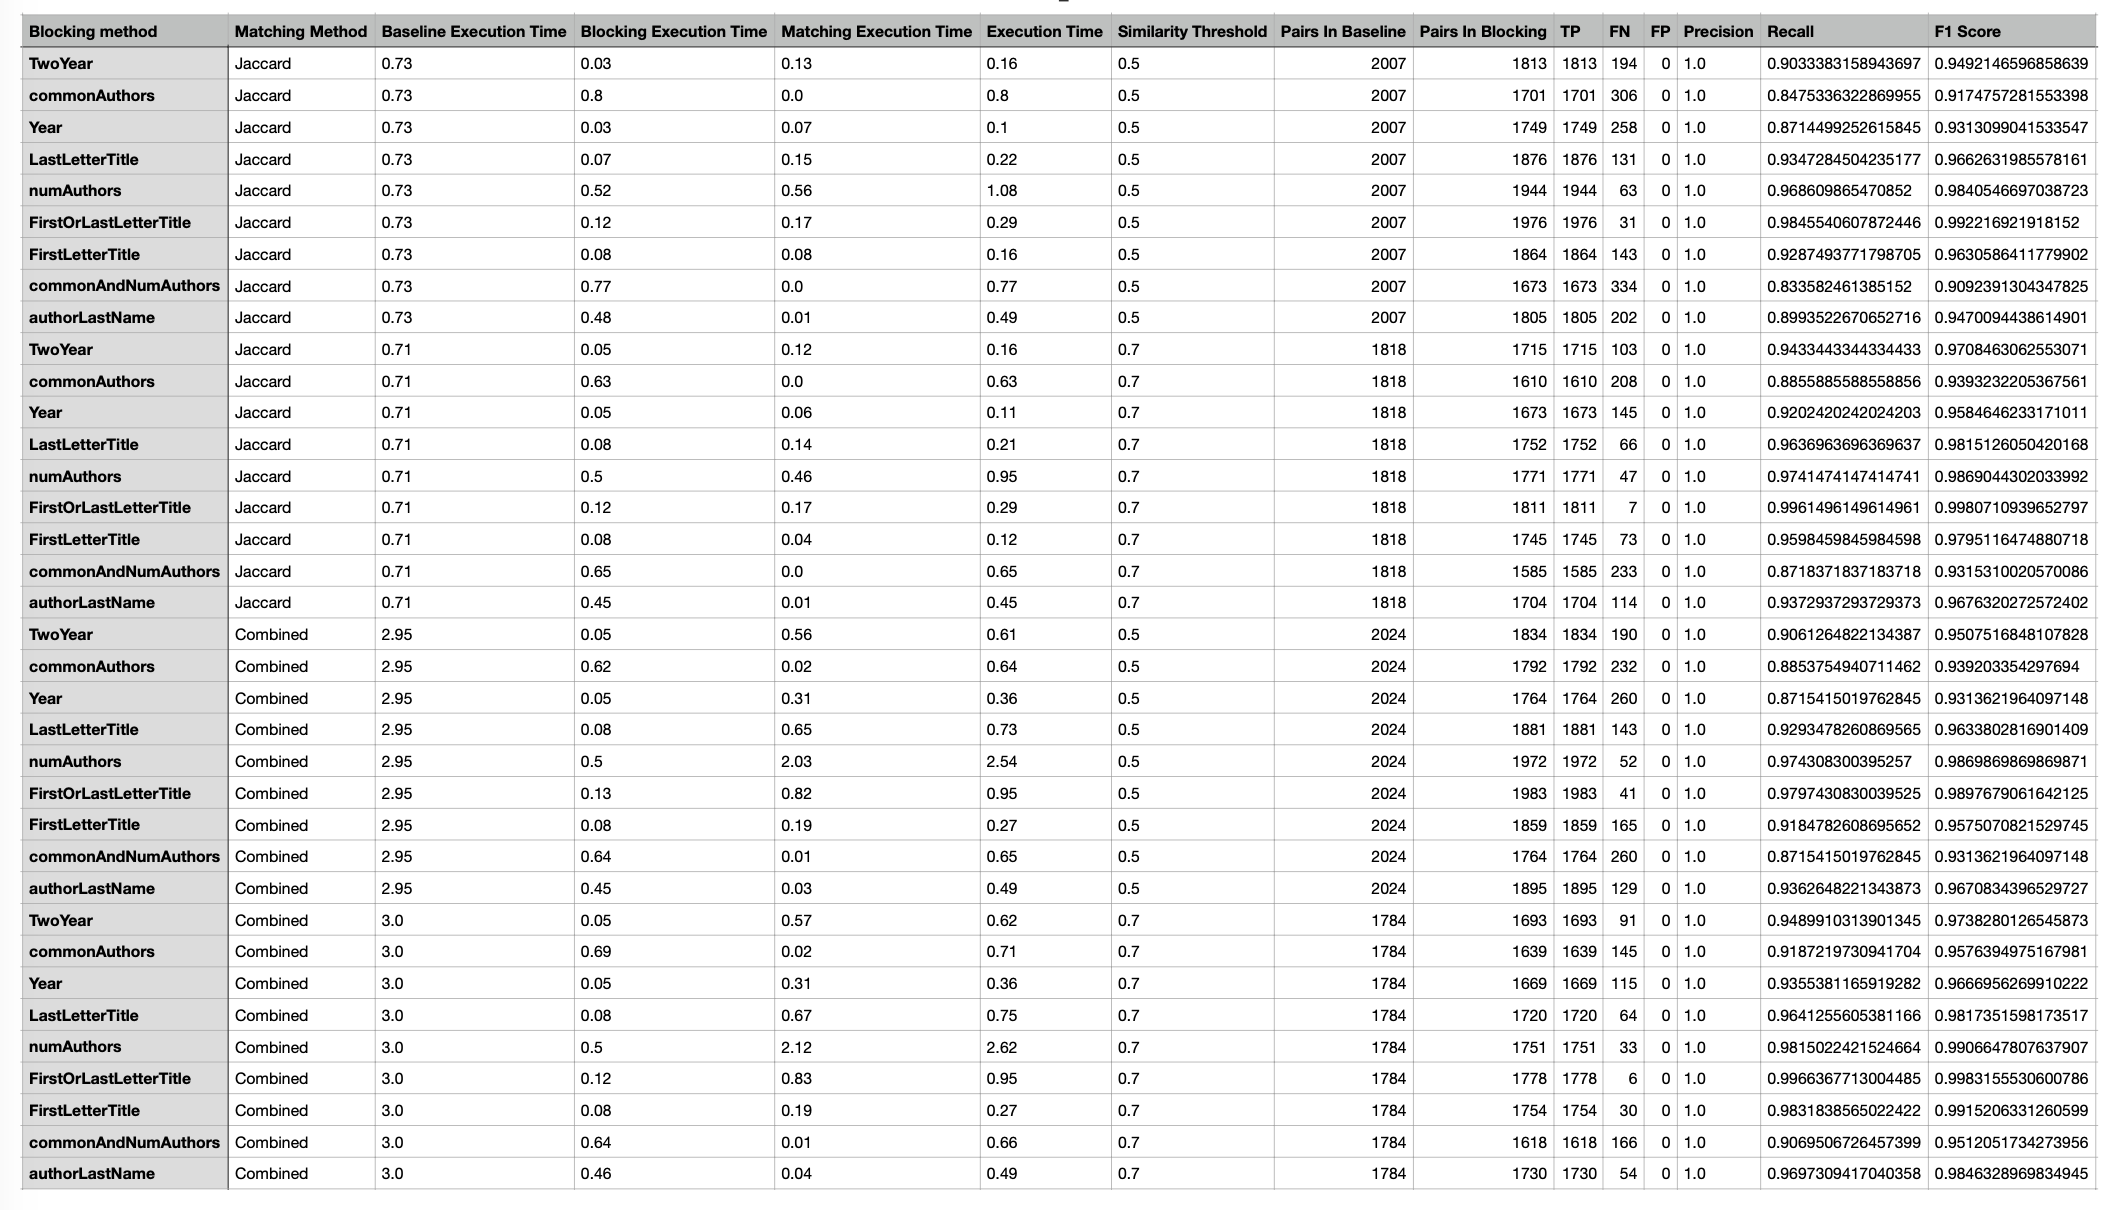 Blocking method Matching Method Baseline Execution Time Blocking Execution Time Matching Execution Time Execution Time Similarity Threshold Pairs In Baseline Pairs In Blocking TP FN FP Precision Recall F1 Score
TwoYear Jaccard 0.73 0.03 0.13 0.16 0.5 2007 1813 1813 194 0 1.0 0.9033383158943697 0.9492146596858639
commonAuthors Jaccard 0.73 0.8 0.0 0.8 0.5 2007 1701 1701 306 0 1.0 0.8475336322869955 0.9174757281553398
Year Jaccard 0.73 0.03 0.07 0.1 0.5 2007 1749 1749 258 0 1.0 0.8714499252615845 0.9313099041533547
LastLetterTitle Jaccard 0.73 0.07 0.15 0.22 0.5 2007 1876 1876 131 0 1.0 0.9347284504235177 0.9662631985578161
numAuthors Jaccard 0.73 0.52 0.56 1.08 0.5 2007 1944 1944 63 0 1.0 0.968609865470852 0.9840546697038723
FirstOrLastLetterTitle Jaccard 0.73 0.12 0.17 0.29 0.5 2007 1976 1976 31 0 1.0 0.9845540607872446 0.992216921918152
FirstLetterTitle Jaccard 0.73 0.08 0.08 0.16 0.5 2007 1864 1864 143 0 1.0 0.9287493771798705 0.9630586411779902
commonAndNumAuthors Jaccard 0.73 0.77 0.0 0.77 0.5 2007 1673 1673 334 0 1.0 0.833582461385152 0.9092391304347825
authorLastName Jaccard 0.73 0.48 0.01 0.49 0.5 2007 1805 1805 202 0 1.0 0.8993522670652716 0.9470094438614901
TwoYear Jaccard 0.71 0.05 0.12 0.16 0.7 1818 1715 1715 103 0 1.0 0.9433443344334433 0.9708463062553071
commonAuthors Jaccard 0.71 0.63 0.0 0.63 0.7 1818 1610 1610 208 0 1.0 0.8855885588558856 0.9393232205367561
Year Jaccard 0.71 0.05 0.06 0.11 0.7 1818 1673 1673 145 0 1.0 0.9202420242024203 0.9584646233171011
LastLetterTitle Jaccard 0.71 0.08 0.14 0.21 0.7 1818 1752 1752 66 0 1.0 0.9636963696369637 0.9815126050420168
numAuthors Jaccard 0.71 0.5 0.46 0.95 0.7 1818 1771 1771 47 0 1.0 0.9741474147414741 0.9869044302033992
FirstOrLastLetterTitle Jaccard 0.71 0.12 0.17 0.29 0.7 1818 1811 1811 7 0 1.0 0.9961496149614961 0.9980710939652797
FirstLetterTitle Jaccard 0.71 0.08 0.04 0.12 0.7 1818 1745 1745 73 0 1.0 0.9598459845984598 0.9795116474880718
commonAndNumAuthors Jaccard 0.71 0.65 0.0 0.65 0.7 1818 1585 1585 233 0 1.0 0.8718371837183718 0.9315310020570086
authorLastName Jaccard 0.71 0.45 0.01 0.45 0.7 1818 1704 1704 114 0 1.0 0.9372937293729373 0.9676320272572402
TwoYear Combined 2.95 0.05 0.56 0.61 0.5 2024 1834 1834 190 0 1.0 0.9061264822134387 0.9507516848107828
commonAuthors Combined 2.95 0.62 0.02 0.64 0.5 2024 1792 1792 232 0 1.0 0.8853754940711462 0.939203354297694
Year Combined 2.95 0.05 0.31 0.36 0.5 2024 1764 1764 260 0 1.0 0.8715415019762845 0.9313621964097148
LastLetterTitle Combined 2.95 0.08 0.65 0.73 0.5 2024 1881 1881 143 0 1.0 0.9293478260869565 0.9633802816901409
numAuthors Combined 2.95 0.5 2.03 2.54 0.5 2024 1972 1972 52 0 1.0 0.974308300395257 0.9869869869869871
FirstOrLastLetterTitle Combined 2.95 0.13 0.82 0.95 0.5 2024 1983 1983 41 0 1.0 0.9797430830039525 0.9897679061642125
FirstLetterTitle Combined 2.95 0.08 0.19 0.27 0.5 2024 1859 1859 165 0 1.0 0.9184782608695652 0.9575070821529745
commonAndNumAuthors Combined 2.95 0.64 0.01 0.65 0.5 2024 1764 1764 260 0 1.0 0.8715415019762845 0.9313621964097148
authorLastName Combined 2.95 0.45 0.03 0.49 0.5 2024 1895 1895 129 0 1.0 0.9362648221343873 0.9670834396529727
TwoYear Combined 3.0 0.05 0.57 0.62 0.7 1784 1693 1693 91 0 1.0 0.9489910313901345 0.9738280126545873
commonAuthors Combined 3.0 0.69 0.02 0.71 0.7 1784 1639 1639 145 0 1.0 0.9187219730941704 0.9576394975167981
Year Combined 3.0 0.05 0.31 0.36 0.7 1784 1669 1669 115 0 1.0 0.9355381165919282 0.9666956269910222
LastLetterTitle Combined 3.0 0.08 0.67 0.75 0.7 1784 1720 1720 64 0 1.0 0.9641255605381166 0.9817351598173517
numAuthors Combined 3.0 0.5 2.12 2.62 0.7 1784 1751 1751 33 0 1.0 0.9815022421524664 0.9906647807637907
FirstOrLastLetterTitle Combined 3.0 0.12 0.83 0.95 0.7 1784 1778 1778 6 0 1.0 0.9966367713004485 0.9983155530600786
FirstLetterTitle Combined 3.0 0.08 0.19 0.27 0.7 1784 1754 1754 30 0 1.0 0.9831838565022422 0.9915206331260599
commonAndNumAuthors Combined 3.0 0.64 0.01 0.66 0.7 1784 1618 1618 166 0 1.0 0.9069506726457399 0.9512051734273956
authorLastName Combined 3.0 0.46 0.04 0.49 0.7 1784 1730 1730 54 0 1.0 0.9697309417040358 0.9846328969834945